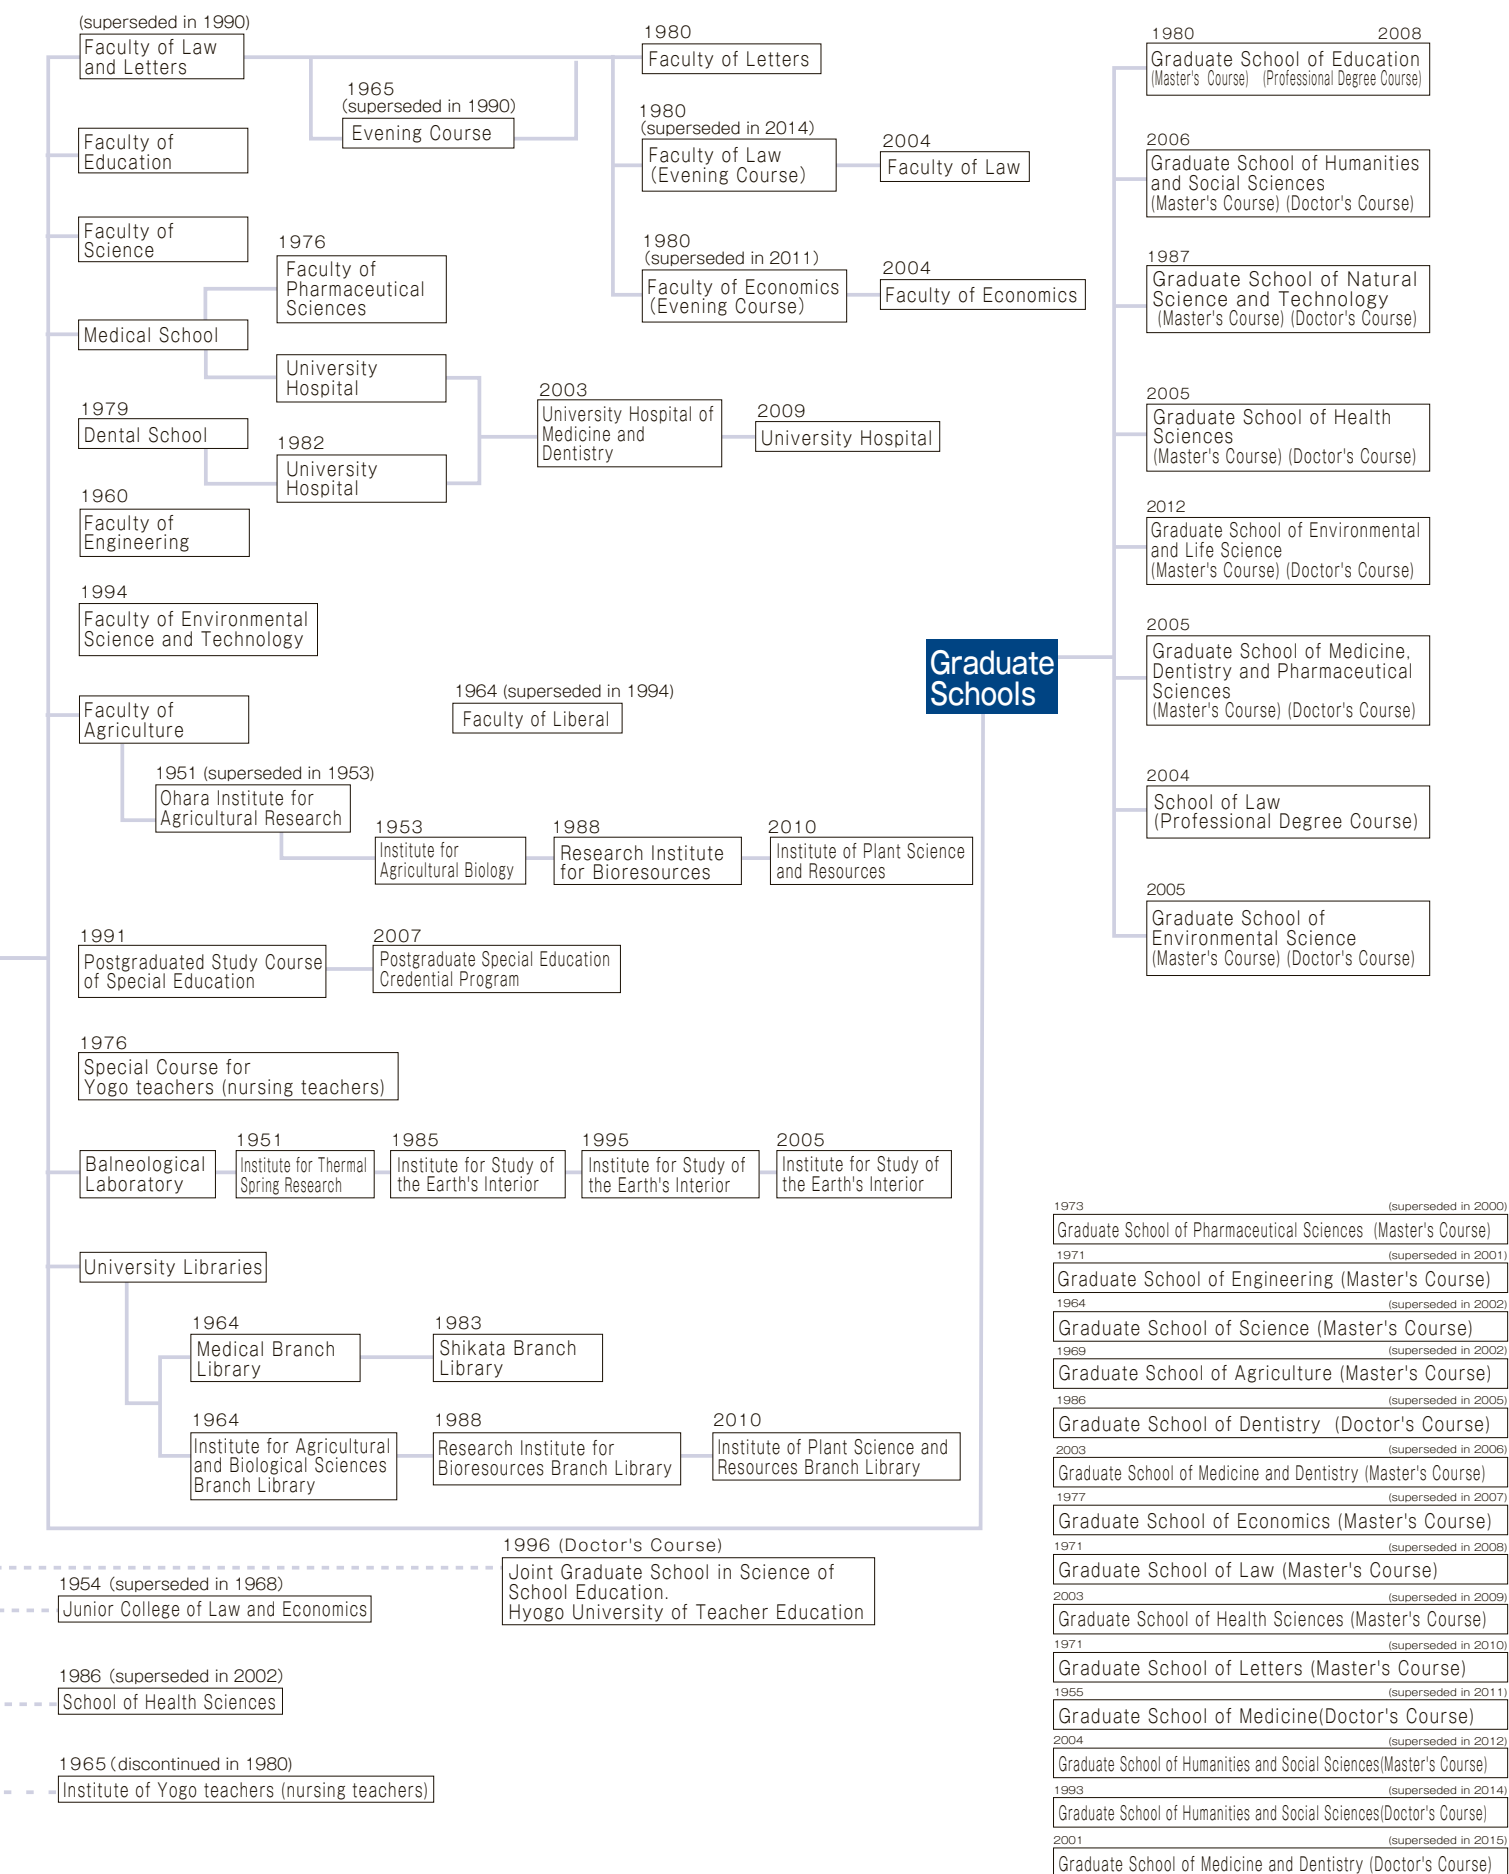 (superseded in 1990)
Faculty of Law
and Letters
1965
(superseded in 1990)
Evening Course
1980
Faculty of Letters
1980
(superseded in 2014)
Faculty of Law
(Evening Course)
2004
Faculty of Law
1980
(superseded in 2011)
Faculty of Economics
(Evening Course)
2004
Faculty of Economics
Faculty of
Education
Faculty of
Science
Medical School
1976
Faculty of
Pharmaceutical
Sciences
University
Hospital
1979
Dental School
1982
University
Hospital
2003
University Hospital of
Medicine and
Dentistry
2009
University Hospital
1960
Faculty of
Engineering
1994
Faculty of Environmental
Science and Technology
Faculty of
Agriculture
1964 (superseded in 1994)
Faculty of Liberal
1951 (superseded in 1953)
Ohara Institute for
Agricultural Research
1953
Institute for
Agricultural Biology
1988
Research Institute
for Bioresources
2010
Institute of Plant Science
and Resources
1991
Postgraduated Study Course
of Special Education
2007
Postgraduate Special Education
Credential Program
1976
Special Course for
Yogo teachers (nursing teachers)
Balneological
Laboratory
1951
Institute for Thermal
Spring Research
1985
Institute for Study of
the Earth's Interior
1995
Institute for Study of
the Earth's Interior
2005
Institute for Study of
the Earth's Interior
University Libraries
1964
Medical Branch
Library
1983
Shikata Branch
Library
1964
Institute for Agricultural
and Biological Sciences
Branch Library
1988
Research Institute for
Bioresources Branch Library
2010
Institute of Plant Science and
Resources Branch Library
1996 (Doctor's Course)
Joint Graduate School in Science of
School Education.
Hyogo University of Teacher Education
1954 (superseded in 1968)
Junior College of Law and Economics
1986 (superseded in 2002)
School of Health Sciences
1965 (discontinued in 1980)
Institute of Yogo teachers (nursing teachers)
Graduate
Schools
1980 2008
Graduate School of Education
(Master's Course) (Professional Degree Course)
2006
Graduate School of Humanities
and Social Sciences
(Master's Course) (Doctor's Course)
1987
Graduate School of Natural
Science and Technology
(Master's Course) (Doctor's Course)
2005
Graduate School of Health
Sciences
(Master's Course) (Doctor's Course)
2012
Graduate School of Environmental
and Life Science
(Master's Course) (Doctor's Course)
2005
Graduate School of Medicine,
Dentistry and Pharmaceutical
Sciences
(Master's Course) (Doctor's Course)
2004
School of Law
(Professional Degree Course)
2005
Graduate School of
Environmental Science
(Master's Course) (Doctor's Course)
1973 (superseded in 2000)
Graduate School of Pharmaceutical Sciences (Master's Course)
1971 (superseded in 2001)
Graduate School of Engineering (Master's Course)
1964 (superseded in 2002)
Graduate School of Science (Master's Course)
1969 (superseded in 2002)
Graduate School of Agriculture (Master's Course)
1986 (superseded in 2005)
Graduate School of Dentistry (Doctor's Course)
2003 (superseded in 2006)
Graduate School of Medicine and Dentistry (Master's Course)
1977 (superseded in 2007)
Graduate School of Economics (Master's Course)
1971 (superseded in 2008)
Graduate School of Law (Master's Course)
2003 (superseded in 2009)
Graduate School of Health Sciences (Master's Course)
1971 (superseded in 2010)
Graduate School of Letters (Master's Course)
1955 (superseded in 2011)
Graduate School of Medicine(Doctor's Course)
2004 (superseded in 2012)
Graduate School of Humanities and Social Sciences(Master's Course)
1993 (superseded in 2014)
Graduate School of Humanities and Social Sciences(Doctor's Course)
2001 (superseded in 2015)
Graduate School of Medicine and Dentistry (Doctor's Course)